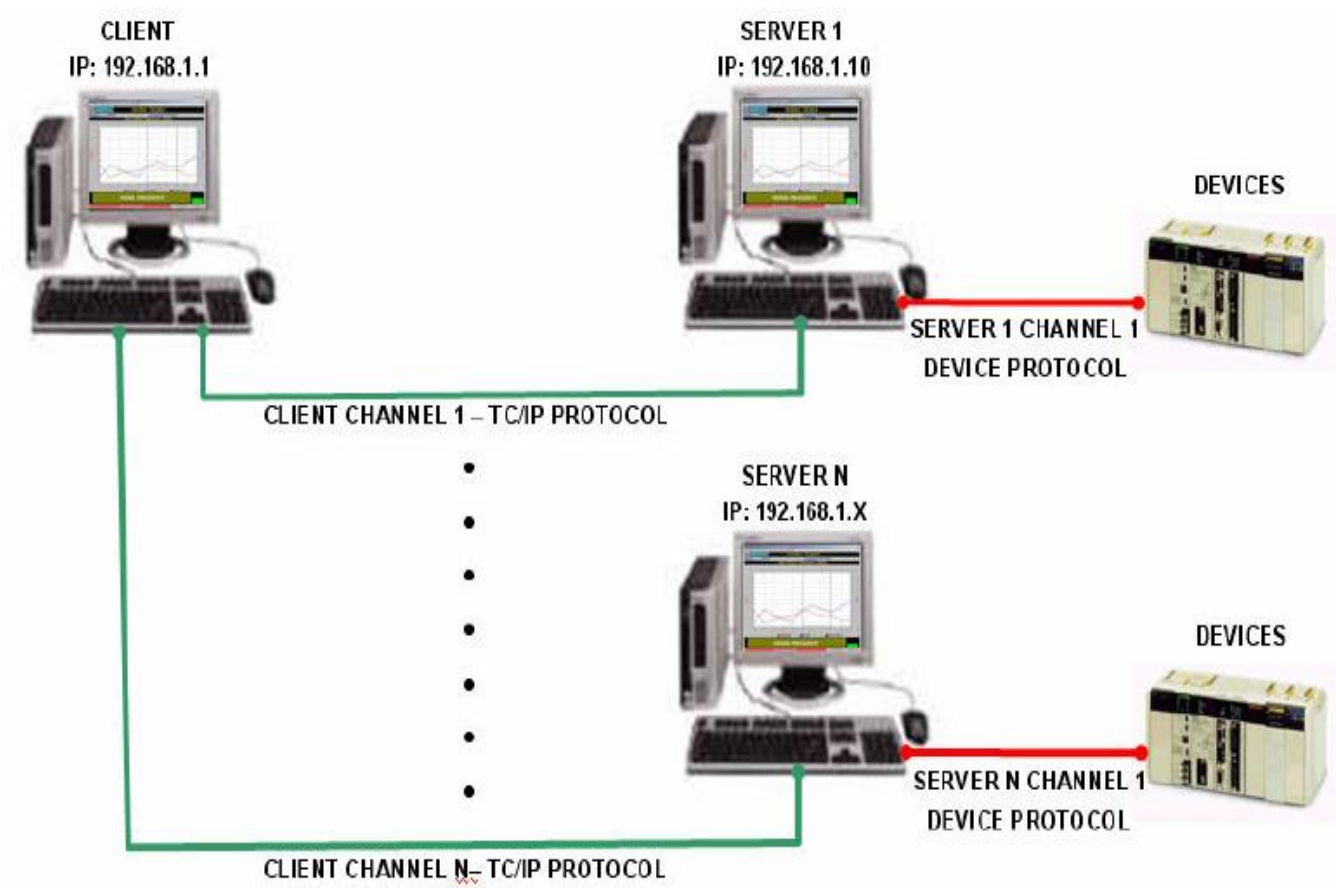 CLIENT
IP: 192.168.1.1
SERVER 1
IP: 192.168.1.10
DEVICES
SERVER 1 CHANNEL 1
DEVICE PROTOCOL
CLIENT CHANNEL 1 – TC/IP PROTOCOL
SERVER N
IP: 192.168.1.X
DEVICES
SERVER N CHANNEL 1
DEVICE PROTOCOL
CLIENT CHANNEL N– TC/IP PROTOCOL